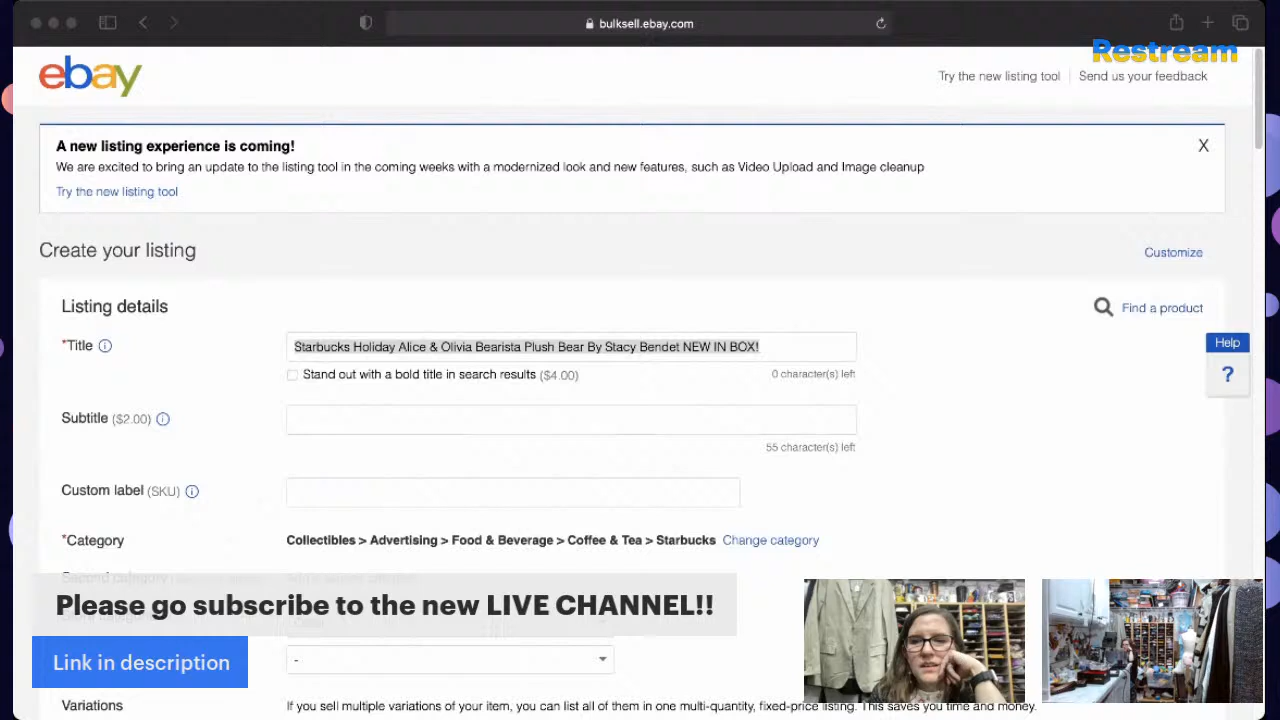 bulksell.ebay.com
Restream
ebay
Try the new listing tool
Send us your feedback
A new listing experience is coming!
X
We are excited to bring an update to the listing tool in the coming weeks with a modernized look and new features, such as Video Upload and Image cleanup
Try the new listing tool
Create your listing
Customize
Listing details
Find a product
*Title
Starbucks Holiday Alice & Olivia Bearista Plush Bear By Stacy Bendet NEW IN BOX!
Help
?
Stand out with a bold title in search results ($4.00)
0 character(s) left
Subtitle ($2.00)
55 character(s) left
Custom label (SKU)
*Category
Collectibles > Advertising > Food & Beverage > Coffee & Tea > Starbucks Change category
Second category
Please go subscribe to the new LIVE CHANNEL!!
Link in description
-
Variations
If you sell multiple variations of your item, you can list all of them in one multi-quantity, fixed-price listing. This saves you time and money.